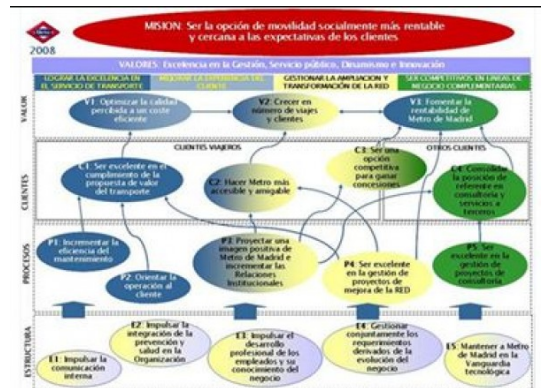 MISION: Ser la opción de movilidad socialmente más rentable
y cercana a las expectativas de los clientes
2008
VALORES: Excelencia en la Gestión, Servicio público, Dinamismo e Innovación
LOGRAR LA EXCELENCIA EN
EL SERVICIO DE TRANSPORTE
MEJORAR LA EXPERIENCIA DEL
CLIENTE
GESTIONAR LA AMPLIACION Y
TRANSFORMACIÓN DE LA RED
SER COMPETITIVOS EN LINEAS DE
NEGOCIO COMPLEMENTARIAS
VALOR
V1: Optimizar la calidad
percibida a un coste
eficiente
V2: Crecer en
número de viajes
y clientes
V3: Fomentar la
rentabilidad de
Metro de Madrid
CLIENTES
CLIENTES VIAJEROS
OTROS CLIENTES
C1: Ser excelente en el
cumplimiento de la
propuesta de valor
del transporte
C2: Hacer Metro más
accesible y amigable
C3: Ser una
opción
competitiva para
ganar
concesiones
C4: Consolidar
la posición de
referente en
consultoría y
servicios a
terceros
PROCESOS
P1: Incrementar la
eficiencia del
mantenimiento
P2: Orientar la
operación al
cliente
P3: Proyectar una
imagen positiva de
Metro de Madrid e
incrementar las
Relaciones
Institucionales
P4: Ser excelente
en la gestión de
proyectos de
mejora de la RED
P5: Ser
excelente en la
gestión de
proyectos de
consultoría
ESTRUCTURA
E1: Impulsar la
comunicación
interna
E2: Impulsar la
integración de la
prevención y
salud en la
Organización
E3: Impulsar el
desarrollo
profesional de los
empleados y su
conocimiento del
negocio
E4: Gestionar
conjuntamente los
requerimientos
derivados de la
evolución del negocio
E5: Mantener a Metro
de Madrid en la
Vanguardia
tecnológica